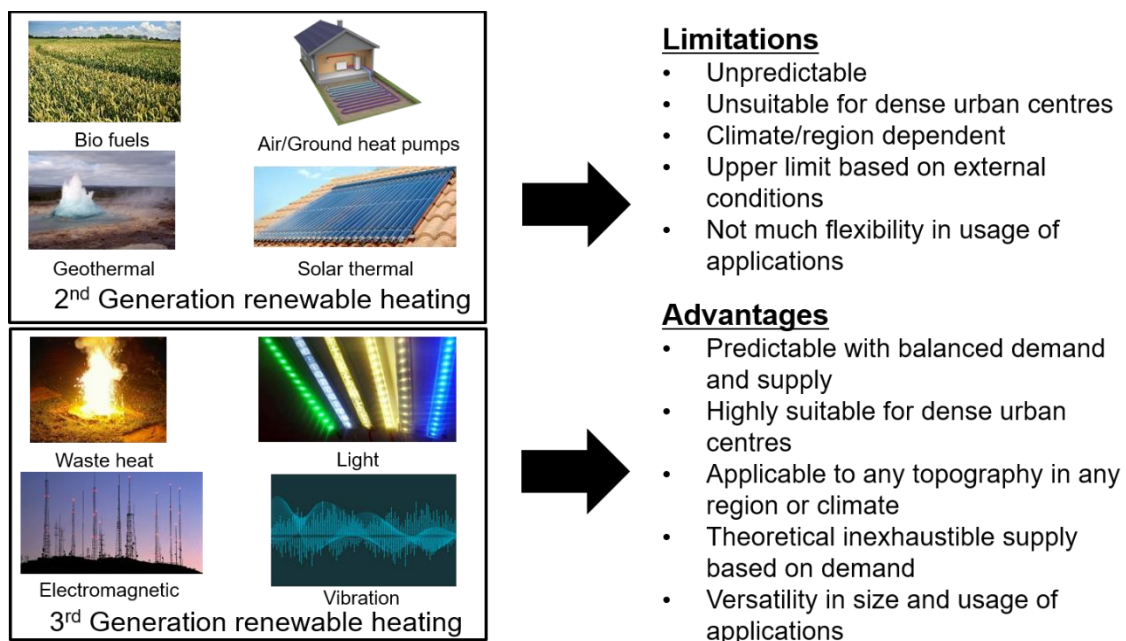 Bio fuels
Air/Ground heat pumps
Geothermal
Solar thermal
2nd Generation renewable heating
Limitations
• Unpredictable
• Unsuitable for dense urban centres
• Climate/region dependent
• Upper limit based on external
conditions
• Not much flexibility in usage of
applications
Waste heat
Light
Electromagnetic
Vibration
3rd Generation renewable heating
Advantages
• Predictable with balanced demand
and supply
• Highly suitable for dense urban
centres
• Applicable to any topography in any
region or climate
• Theoretical inexhaustible supply
based on demand
• Versatility in size and usage of
applications